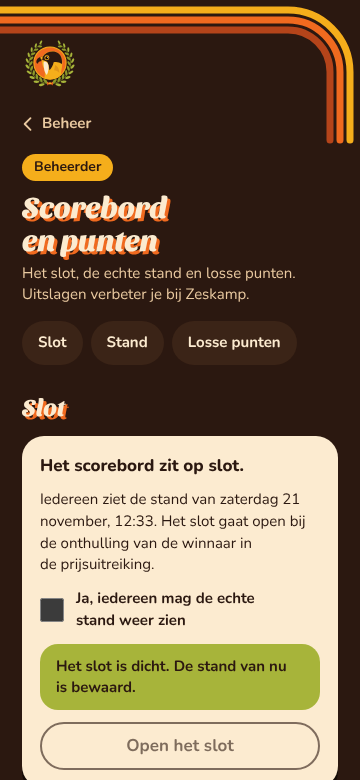 Beheer
Beheerder
Scorebord
en punten
Het slot, de echte stand en losse punten.
Uitslagen verbeter je bij Zeskamp.
Slot
Stand
Losse punten
Slot
Het scorebord zit op slot.
Iedereen ziet de stand van zaterdag 21
november, 12:33. Het slot gaat open bij
de onthulling van de winnaar in
de prijsuitreiking.
Ja, iedereen mag de echte
stand weer zien
Het slot is dicht. De stand van nu
is bewaard.
Open het slot